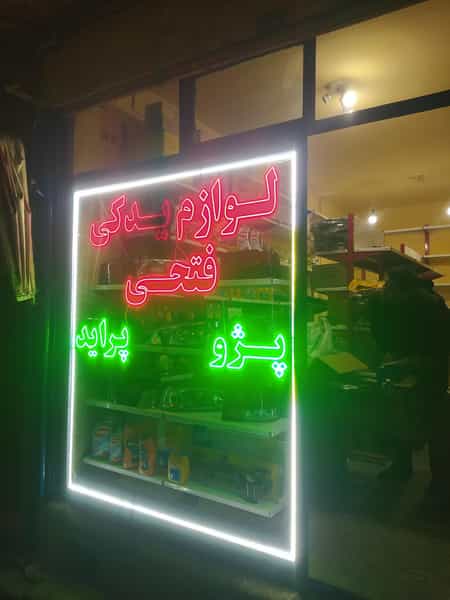 لوازم یدکی
فتحی
پژو پراید